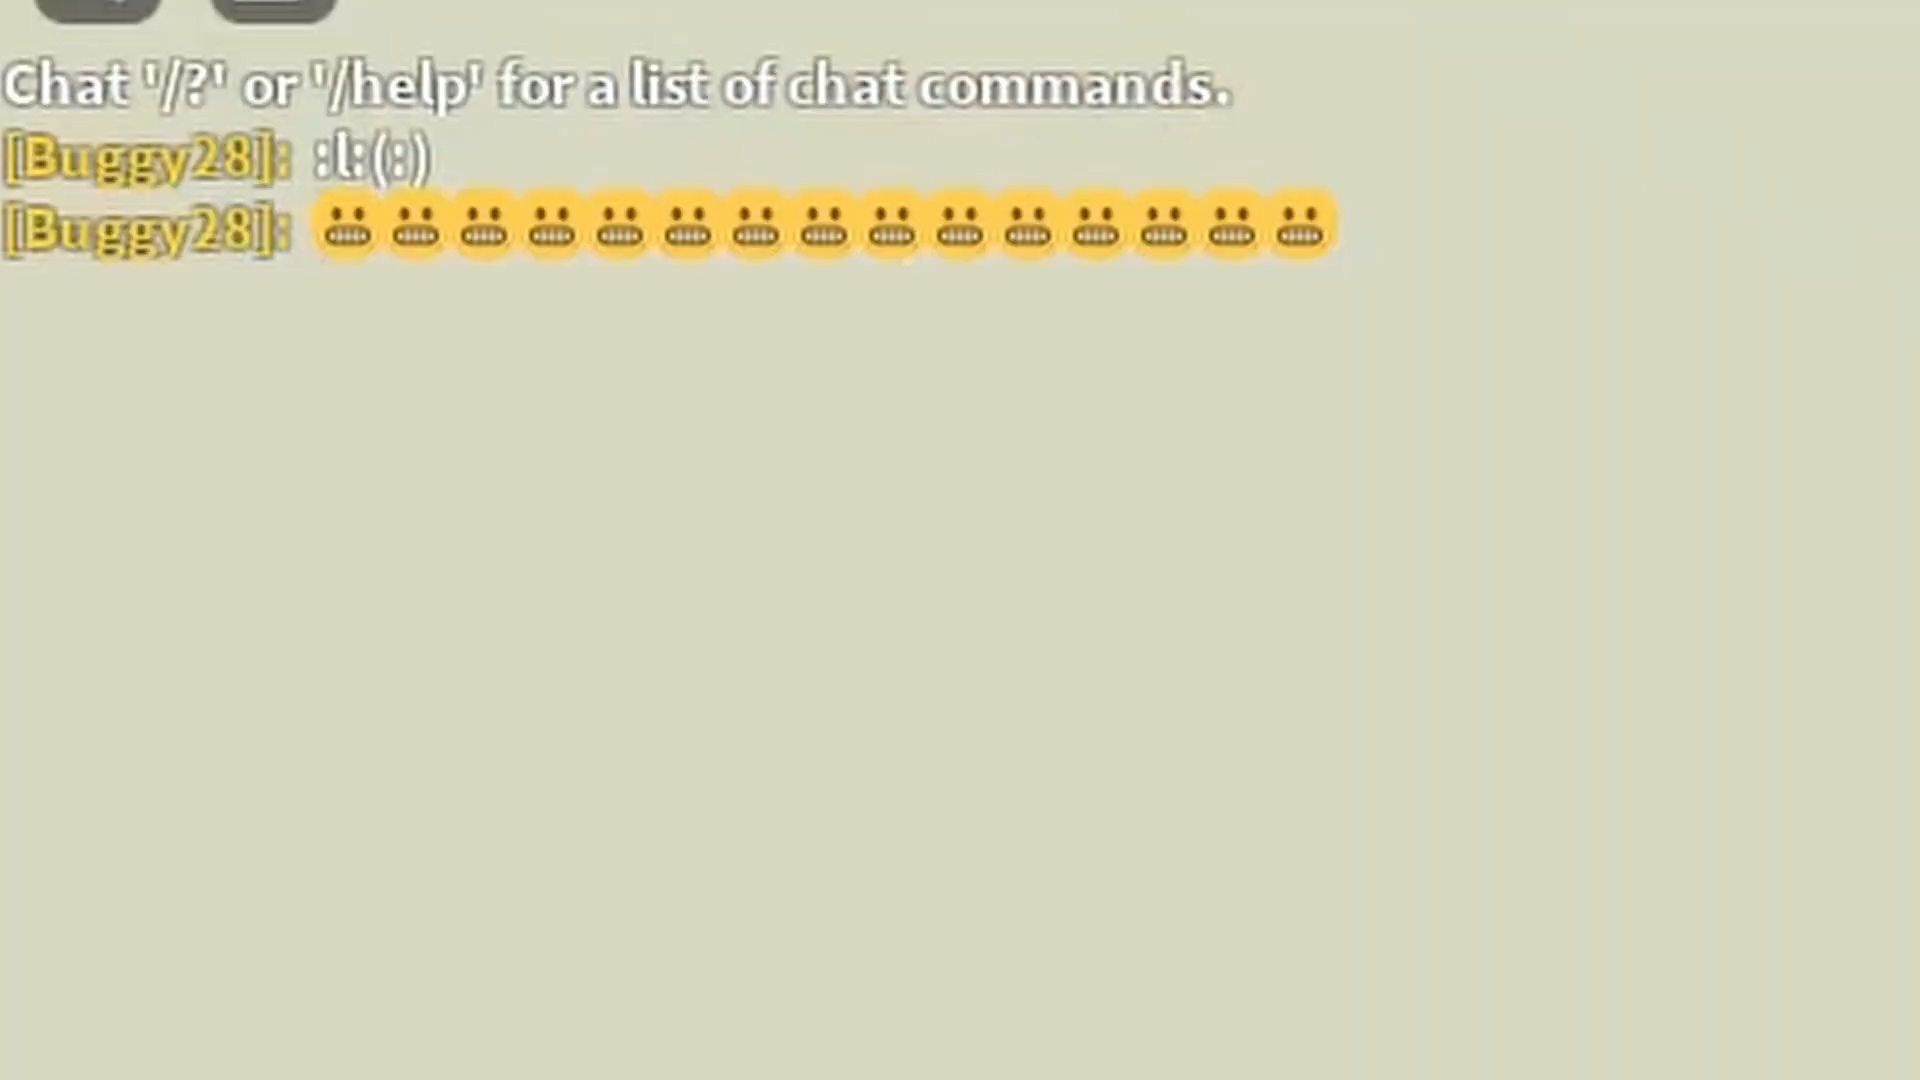 Chat '/?' or '/help' for a list of chat commands.
[Buggy28]: :l:(:)
[Buggy28]: 😬😬😬😬😬😬😬😬😬😬😬😬😬😬😬